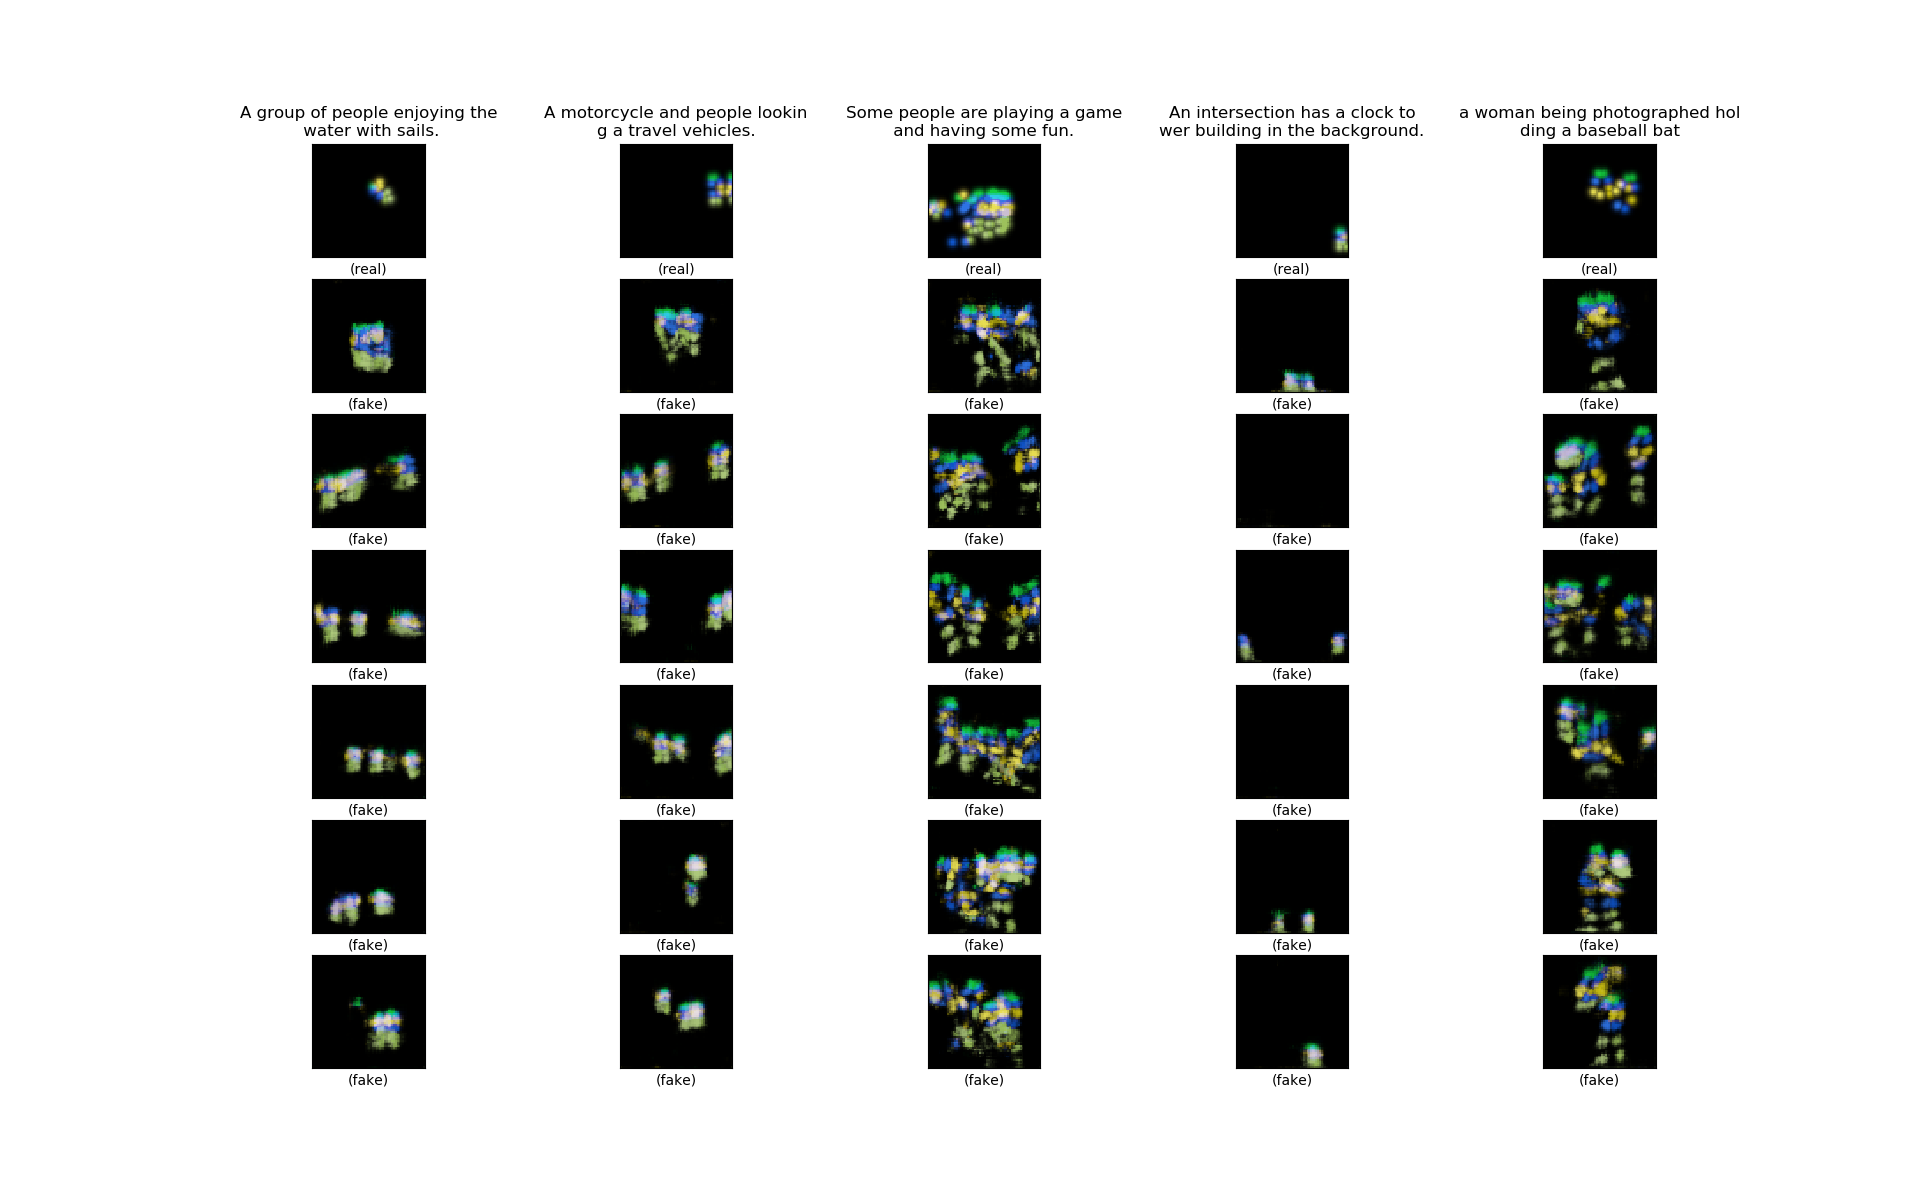 A group of people enjoying the
water with sails.
A motorcycle and people lookin
g a travel vehicles.
Some people are playing a game
and having some fun.
An intersection has a clock to
wer building in the background.
a woman being photographed hol
ding a baseball bat
(real) (real) (real) (real) (real)
(fake) (fake) (fake) (fake) (fake)
(fake) (fake) (fake) (fake) (fake)
(fake) (fake) (fake) (fake) (fake)
(fake) (fake) (fake) (fake) (fake)
(fake) (fake) (fake) (fake) (fake)
(fake) (fake) (fake) (fake) (fake)